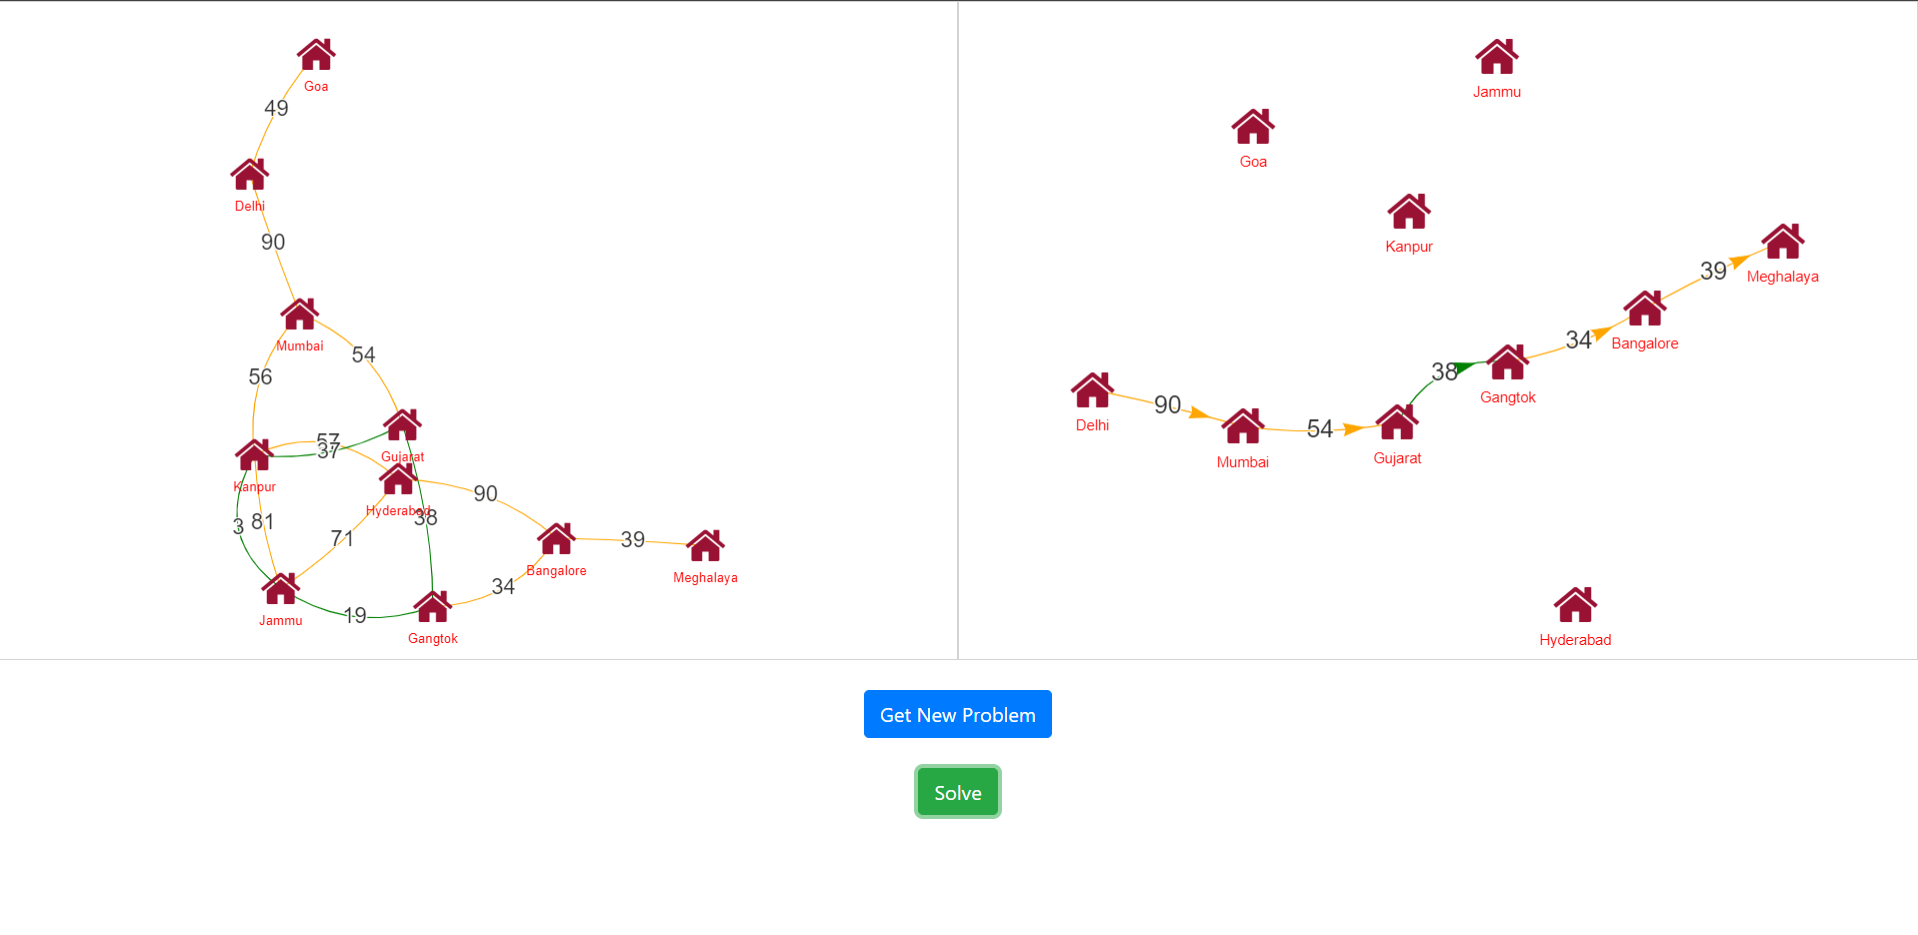 Goa
49
Delhi
90
Mumbai
54
56
57
37
Gujarat
Kanpur
90
Hyderabad
38
3
81
71
39
Bangalore
Meghalaya
34
19
Jammu
Gangtok
Jammu
Goa
Kanpur
39
Meghalaya
34
Bangalore
38
Gangtok
90
Delhi
54
Mumbai
Gujarat
Hyderabad
Get New Problem
Solve